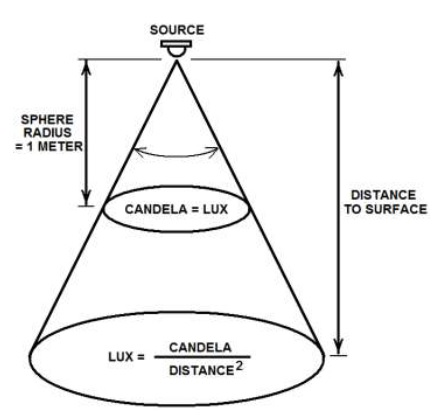 SOURCE
SPHERE
RADIUS
= 1 METER
CANDELA = LUX
DISTANCE
TO SURFACE
LUX = CANDELA
DISTANCE²